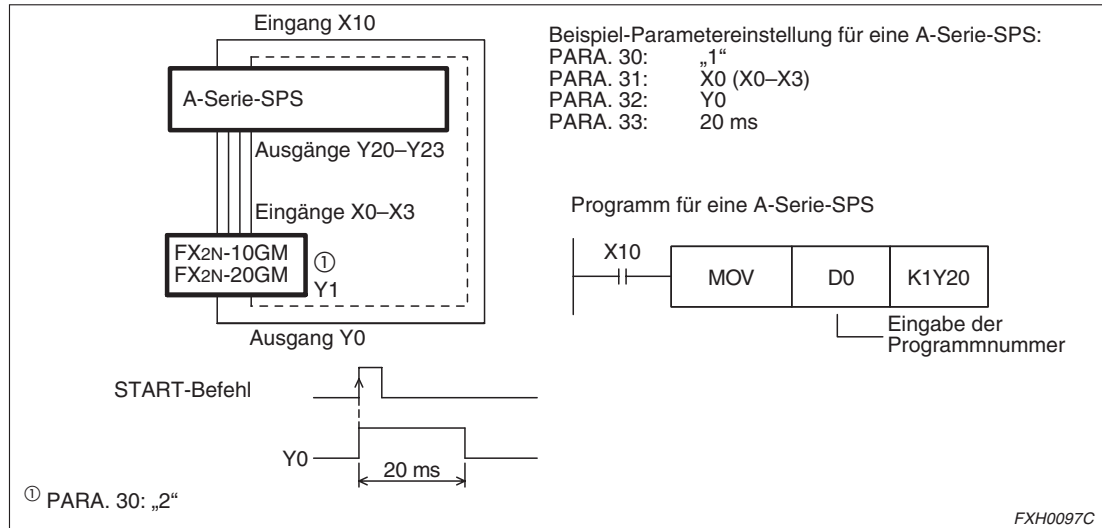 Eingang X10
A-Serie-SPS
Ausgänge Y20–Y23
Eingänge X0–X3
FX2N-10GM
FX2N-20GM
①
Y1
Ausgang Y0
Beispiel-Parametereinstellung für eine A-Serie-SPS:
PARA. 30: „1“
PARA. 31: X0 (X0–X3)
PARA. 32: Y0
PARA. 33: 20 ms
Programm für eine A-Serie-SPS
X10
MOV D0 K1Y20
Eingabe der
Programmnummer
START-Befehl
Y0
20 ms
① PARA. 30: „2“
FXH0097C